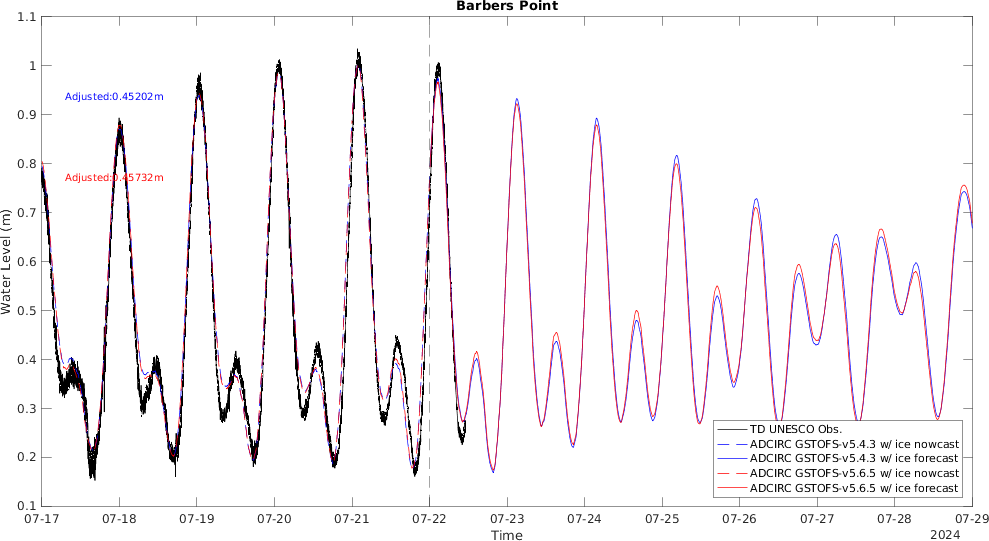 Barbers Point
1.1
1
0.9
0.8
0.7
0.6
0.5
0.4
0.3
0.2
0.1
Water Level (m)
Adjusted:0.45202m
Adjusted:0.45732m
TD UNESCO Obs.
ADCIRC GSTOFS-v5.4.3 w/ ice nowcast
ADCIRC GSTOFS-v5.4.3 w/ ice forecast
ADCIRC GSTOFS-v5.6.5 w/ ice nowcast
ADCIRC GSTOFS-v5.6.5 w/ ice forecast
07-17 07-18 07-19 07-20 07-21 07-22 07-23 07-24 07-25 07-26 07-27 07-28 07-29
Time 2024